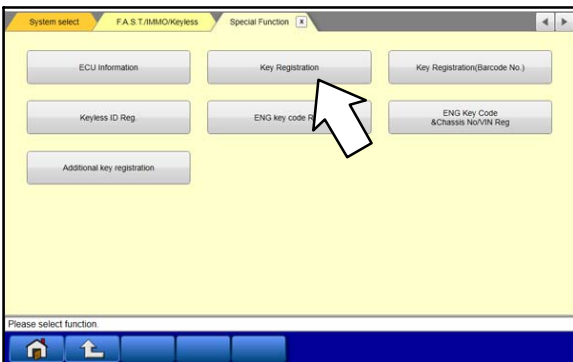 System select
F.A.S.T./IMMO/Keyless
Special Function
x
ECU Information
Key Registration
Key Registration(Barcode No.)
Keyless ID Reg.
ENG key code R
ENG Key Code
&Chassis No/VIN Reg
Additional key registration
Please select function.